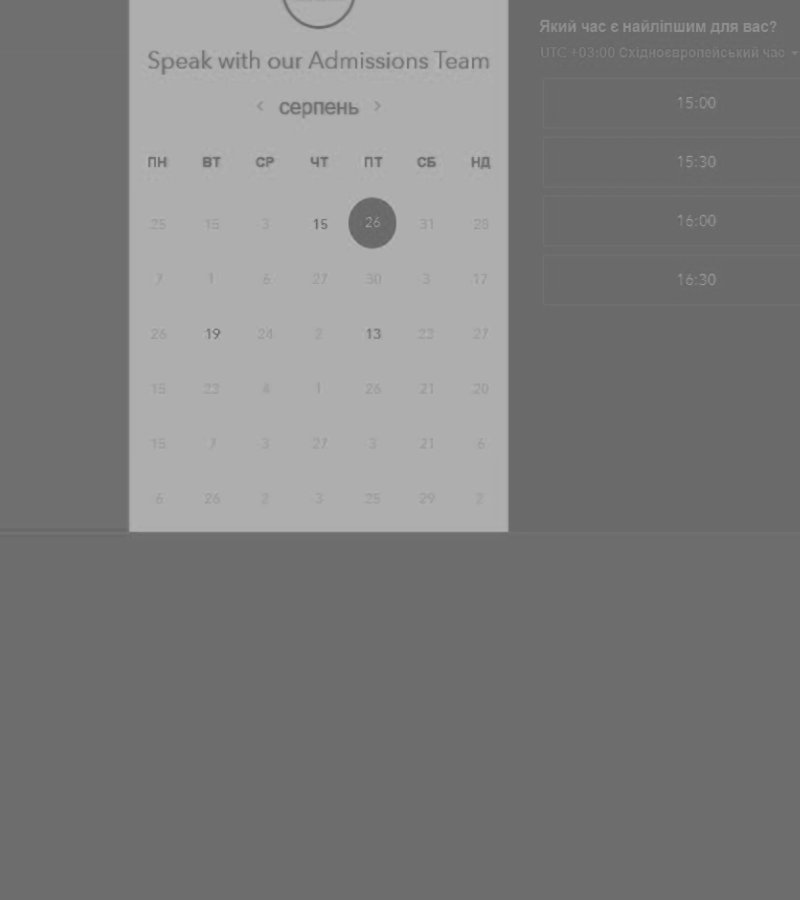 Speak with our Admissions Team
< серпень >
ПН ВТ СР ЧТ ПТ СБ НД
25 15 3 15 26 31 28
7 1 6 27 30 3 17
26 19 24 2 13 23 27
15 23 4 1 26 21 20
15 7 3 27 3 21 6
6 26 2 3 25 29 2
Який час є найліпшим для вас?
UTC +03:00 Східноєвропейський час
15:00
15:30
16:00
16:30